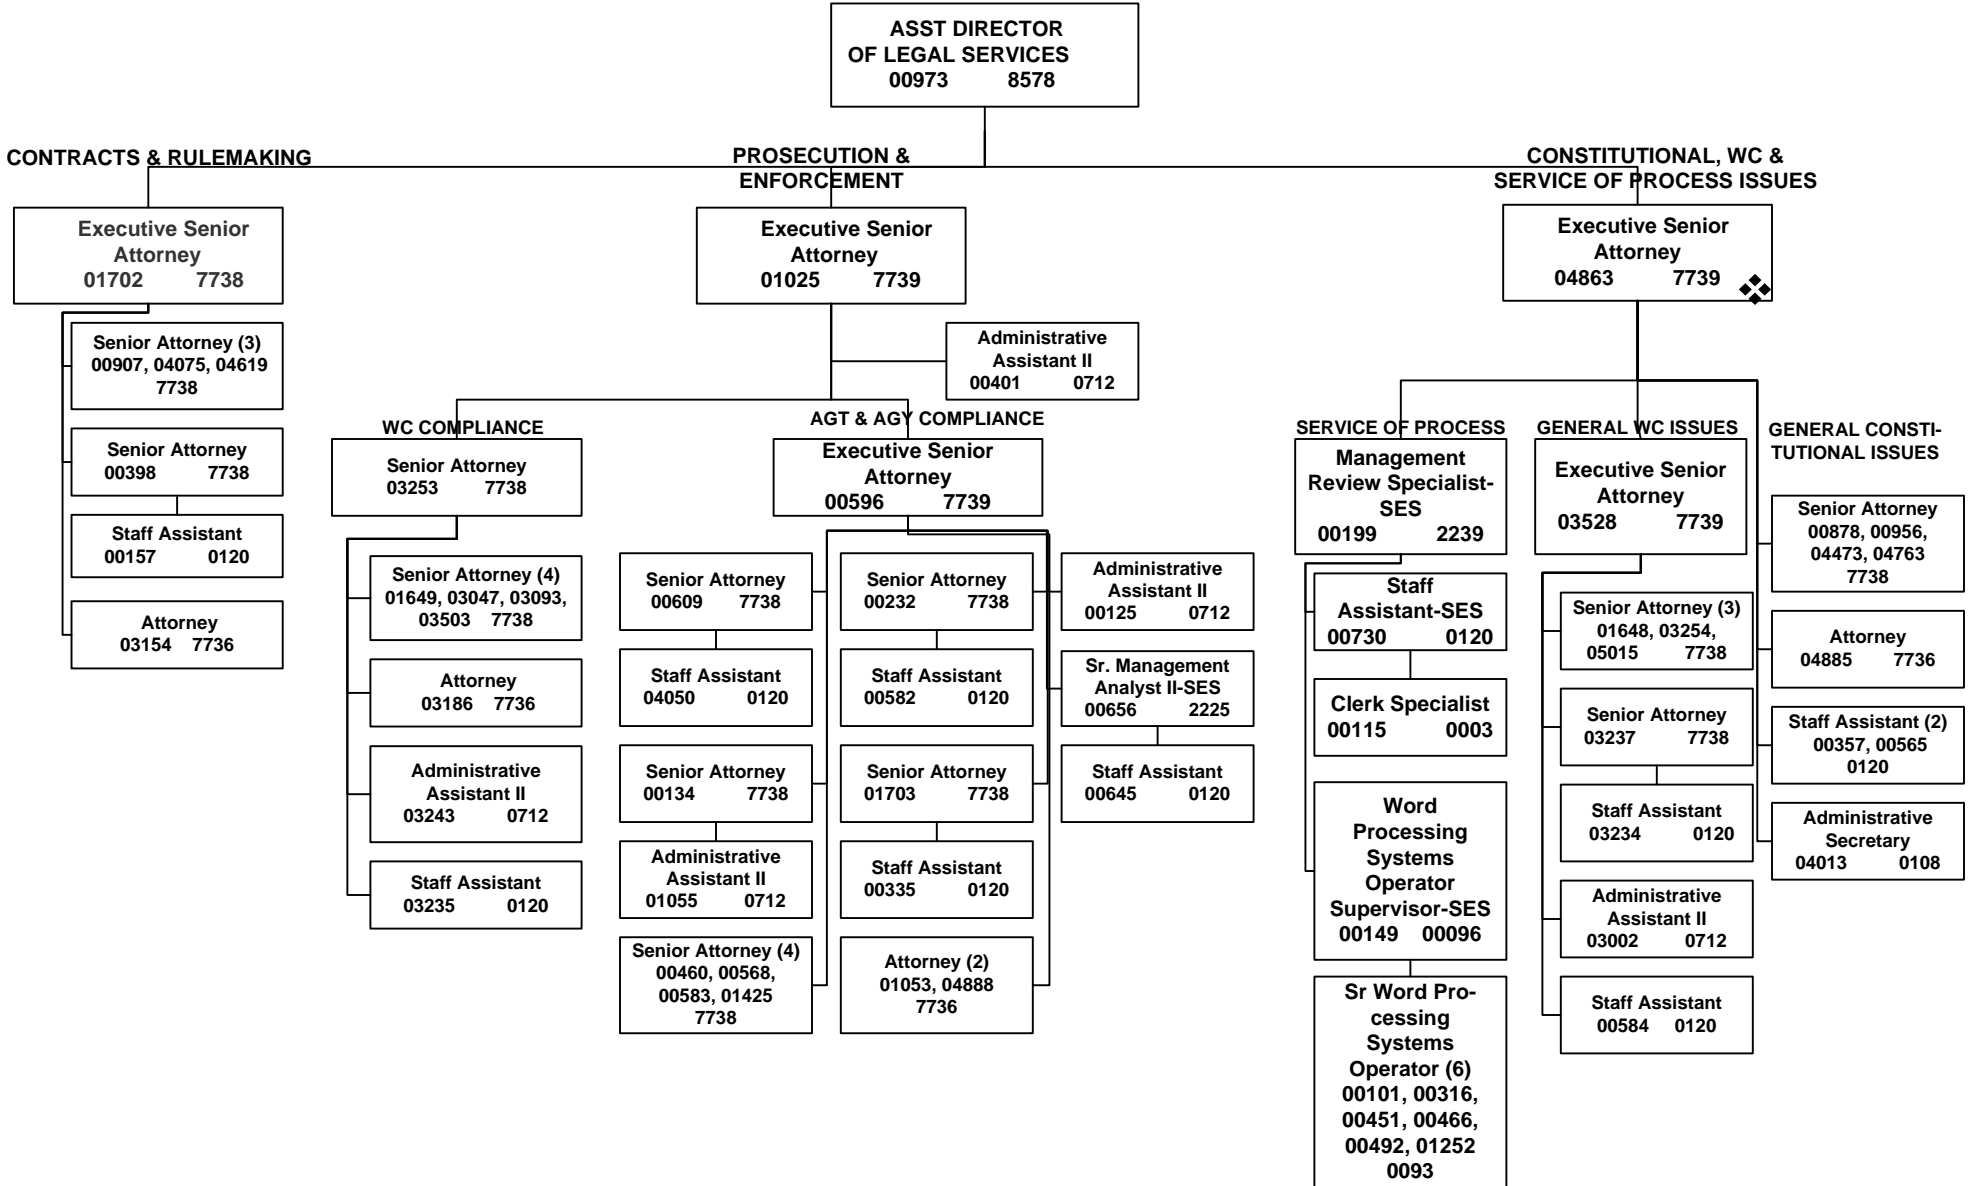 ASST DIRECTOR
OF LEGAL SERVICES
00973 8578
CONTRACTS & RULEMAKING
Executive Senior
Attorney
01702 7738
Senior Attorney (3)
00907, 04075, 04619
7738
Senior Attorney
00398 7738
Staff Assistant
00157 0120
Attorney
03154 7736
PROSECUTION &
ENFORCEMENT
Executive Senior
Attorney
01025 7739
Administrative
Assistant II
00401 0712
WC COMPLIANCE
Senior Attorney
03253 7738
Senior Attorney (4)
01649, 03047, 03093,
03503 7738
Attorney
03186 7736
Administrative
Assistant II
03243 0712
Staff Assistant
03235 0120
AGT & AGY COMPLIANCE
Executive Senior
Attorney
00596 7739
Senior Attorney
00609 7738
Staff Assistant
04050 0120
Senior Attorney
00134 7738
Administrative
Assistant II
01055 0712
Senior Attorney (4)
00460, 00568,
00583, 01425
7738
Senior Attorney
00232 7738
Staff Assistant
00582 0120
Senior Attorney
01703 7738
Staff Assistant
00335 0120
Attorney (2)
01053, 04888
7736
Administrative
Assistant II
00125 0712
Sr. Management
Analyst II-SES
00656 2225
Staff Assistant
00645 0120
CONSTITUTIONAL, WC &
SERVICE OF PROCESS ISSUES
Executive Senior
Attorney
04863 7739
SERVICE OF PROCESS
Management
Review Specialist-
SES
00199 2239
Staff
Assistant-SES
00730 0120
Clerk Specialist
00115 0003
Word
Processing
Systems
Operator
Supervisor-SES
00149 00096
Sr Word Pro-
cessing
Systems
Operator (6)
00101, 00316,
00451, 00466,
00492, 01252
0093
GENERAL WC ISSUES
Executive Senior
Attorney
03528 7739
Senior Attorney (3)
01648, 03254,
05015 7738
Senior Attorney
03237 7738
Staff Assistant
03234 0120
Administrative
Assistant II
03002 0712
Staff Assistant
00584 0120
GENERAL CONSTI-
TUTIONAL ISSUES
Senior Attorney
00878, 00956,
04473, 04763
7738
Attorney
04885 7736
Staff Assistant (2)
00357, 00565
0120
Administrative
Secretary
04013 0108